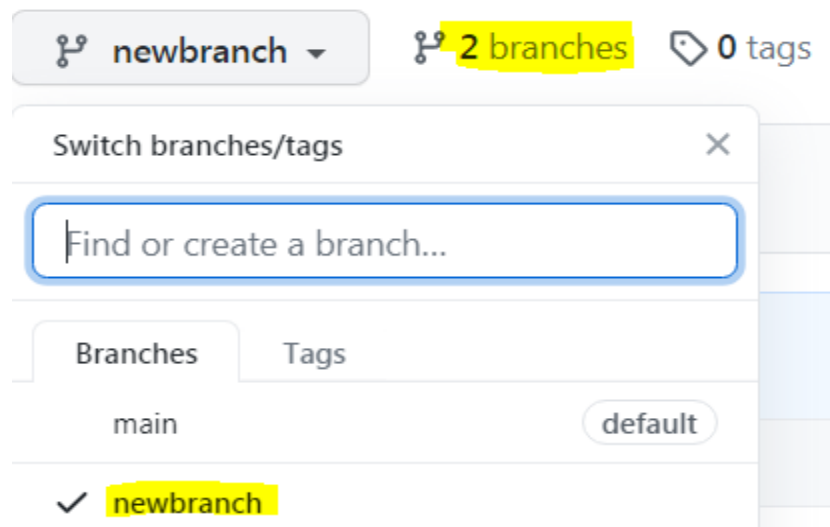 newbranch 2 branches 0 tags
Switch branches/tags
Find or create a branch...
Branches Tags
main default
newbranch